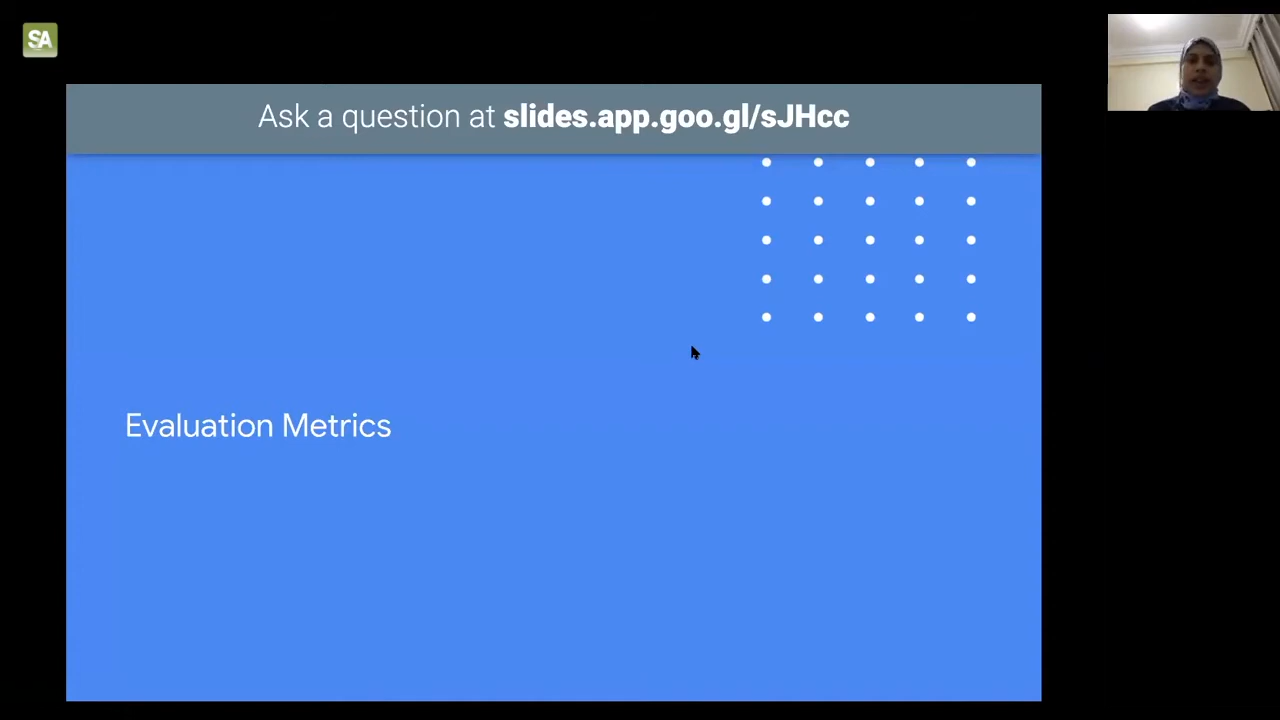 SA
Ask a question at slides.app.goo.gl/sJHcc
Evaluation Metrics